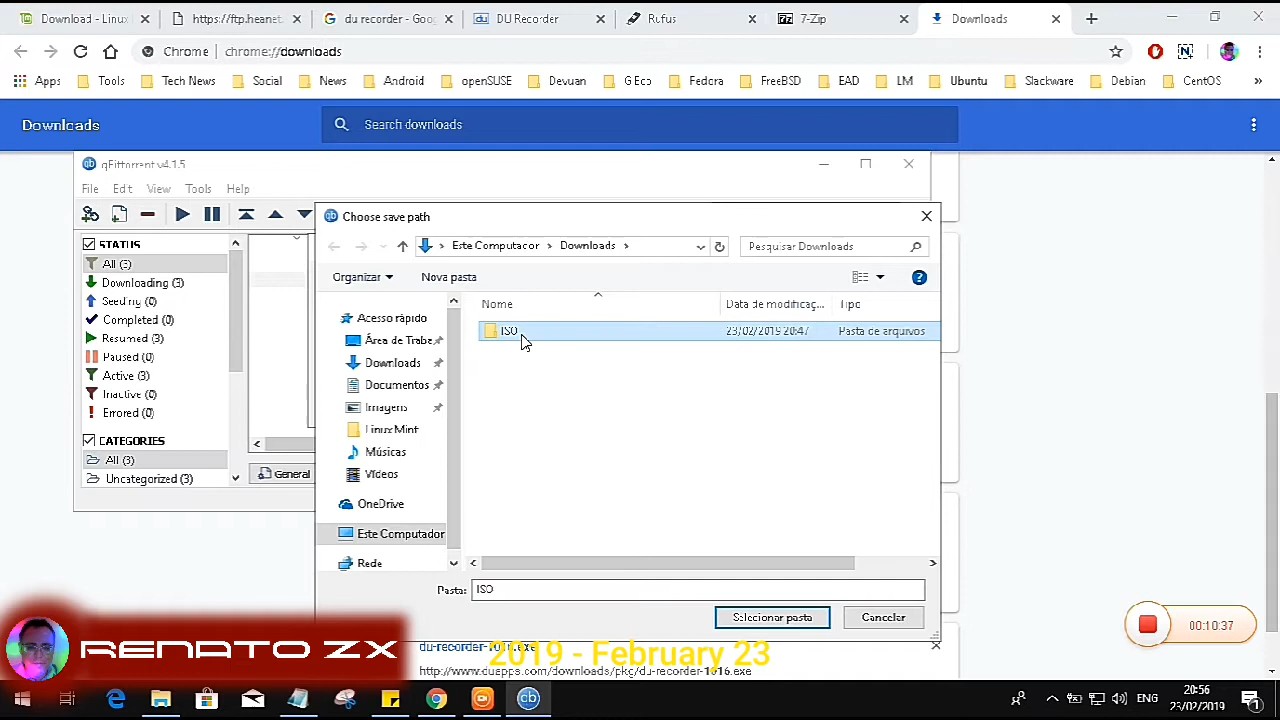 Download - Linux
https://ftp.heanet.
du recorder - Goog
DU Recorder
Rufus
7-Zip
Downloads
Chrome
chrome://downloads
Apps
Tools
Tech News
Social
News
Android
openSUSE
Devuan
G Eco
Fedora
FreeBSD
EAD
LM
Ubuntu
Slackware
Debian
CentOS
»
Downloads
Search downloads
qBittorrent v4.1.5
File Edit View Tools Help
Choose save path
STATUS
All (3)
Downloading (3)
Seeding (0)
Completed (0)
Resumed (3)
Paused (0)
Active (3)
Inactive (0)
Errored (0)
CATEGORIES
All (3)
Uncategorized (3)
General
Este Computador > Downloads >
Pesquisar Downloads
Organizar
Nova pasta
Nome
Data de modificaç...
Tipo
Acesso rápido
Área de Traba
Downloads
Documentos
Imagens
LinuxMint
Músicas
Vídeos
OneDrive
Este Computador
Rede
ISO
23/02/2019 20:47
Pasta de arquivos
Pasta: ISO
Selecionar pasta
Cancelar
00:10:37
RENATO ZX
du-recorder-1016.exe
2019 - February 23
http://www.duapps.com/downloads/pkg/du-recorder-1016.exe
ENG
20:56
23/02/2019
1